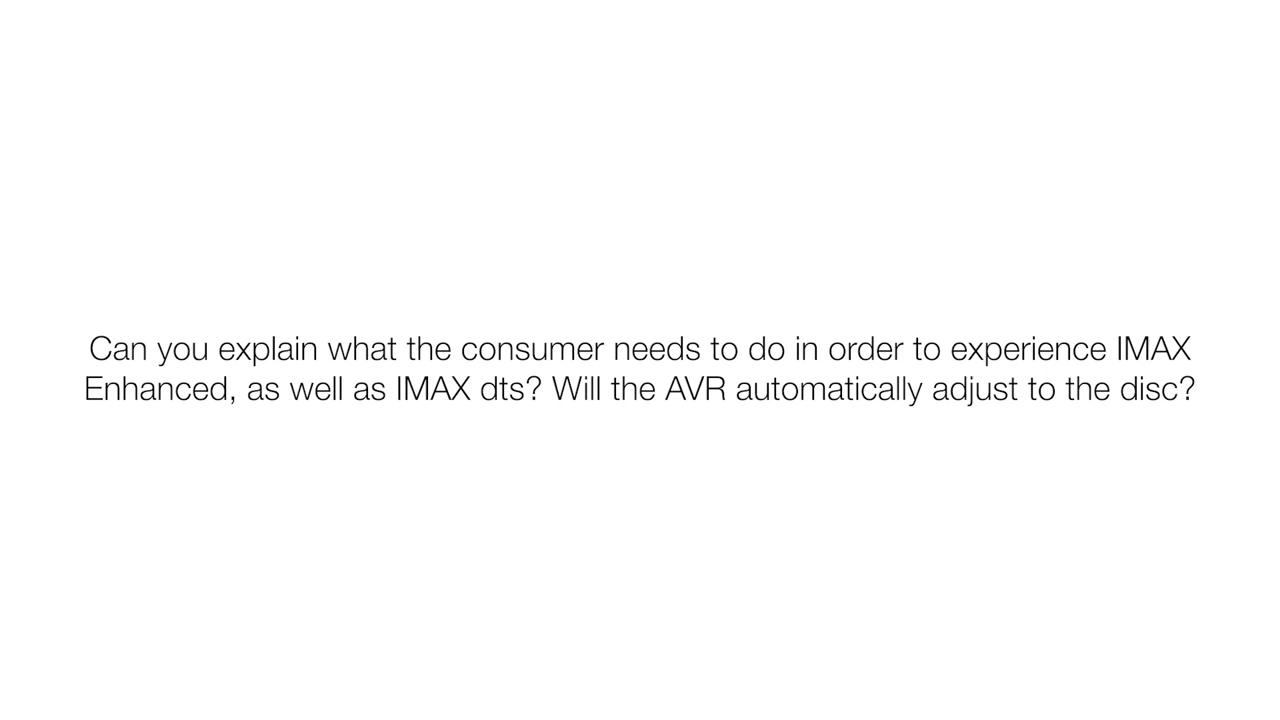 Can you explain what the consumer needs to do in order to experience IMAX
Enhanced, as well as IMAX dts? Will the AVR automatically adjust to the disc?